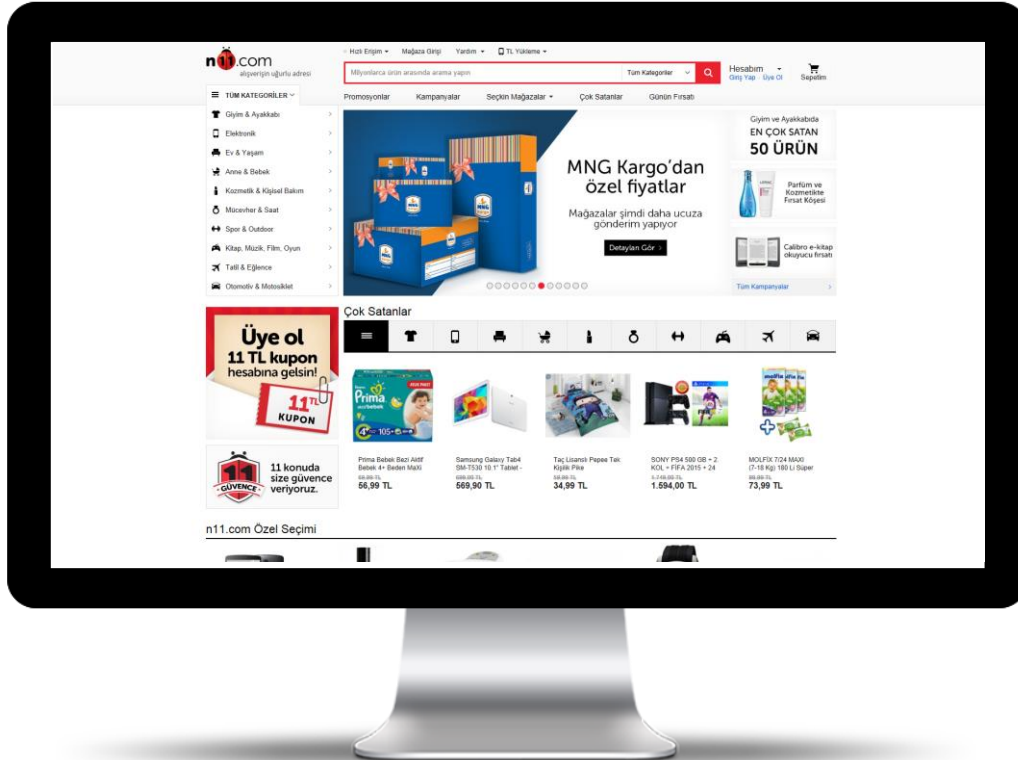 n11.com
alışverişin uğurlu adresi
Hızlı Erişim
Mağaza Girişi
Yardım
TL Yükleme
Milyonlarca ürün arasında arama yapın
Tüm Kategoriler
Hesabım
Giriş Yap - Üye Ol
Sepetim
TÜM KATEGORİLER
Promosyonlar
Kampanyalar
Seçkin Mağazalar
Çok Satanlar
Günün Fırsatı
Giyim & Ayakkabı
Elektronik
Ev & Yaşam
Anne & Bebek
Kozmetik & Kişisel Bakım
Mücevher & Saat
Spor & Outdoor
Kitap, Müzik, Film, Oyun
Tatil & Eğlence
Otomotiv & Motosiklet
MNG
MNG Kargo'dan
özel fiyatlar
Mağazalar şimdi daha ucuza
gönderim yapıyor
Detayları Gör
Giyim ve Ayakkabıda
EN ÇOK SATAN
50 ÜRÜN
Parfüm ve
Kozmetikte
Fırsat Köşesi
Calibro e-kitap
okuyucu fırsatı
Tüm Kampanyalar
Üye ol
11 TL kupon
hesabına gelsin!
11 TL
KUPON
11
GÜVENCE
11 konuda
size güvence
veriyoruz.
Çok Satanlar
Prima
4+ 105
molfix
Prima Bebek Bezi Aktif
Bebek 4+ Beden Maxi
56,99 TL
Samsung Galaxy Tab4
SM-T530 10.1" Tablet -
569,90 TL
Taç Lisanslı Pepee Tek
Kişilik Pike
34,99 TL
SONY PS4 500 GB + 2.
KOL + FIFA 2015 + 24
1.594,00 TL
MOLFİX 7/24 MAXI
(7-18 Kg) 180 Lı Süper
73,99 TL
n11.com Özel Seçimi